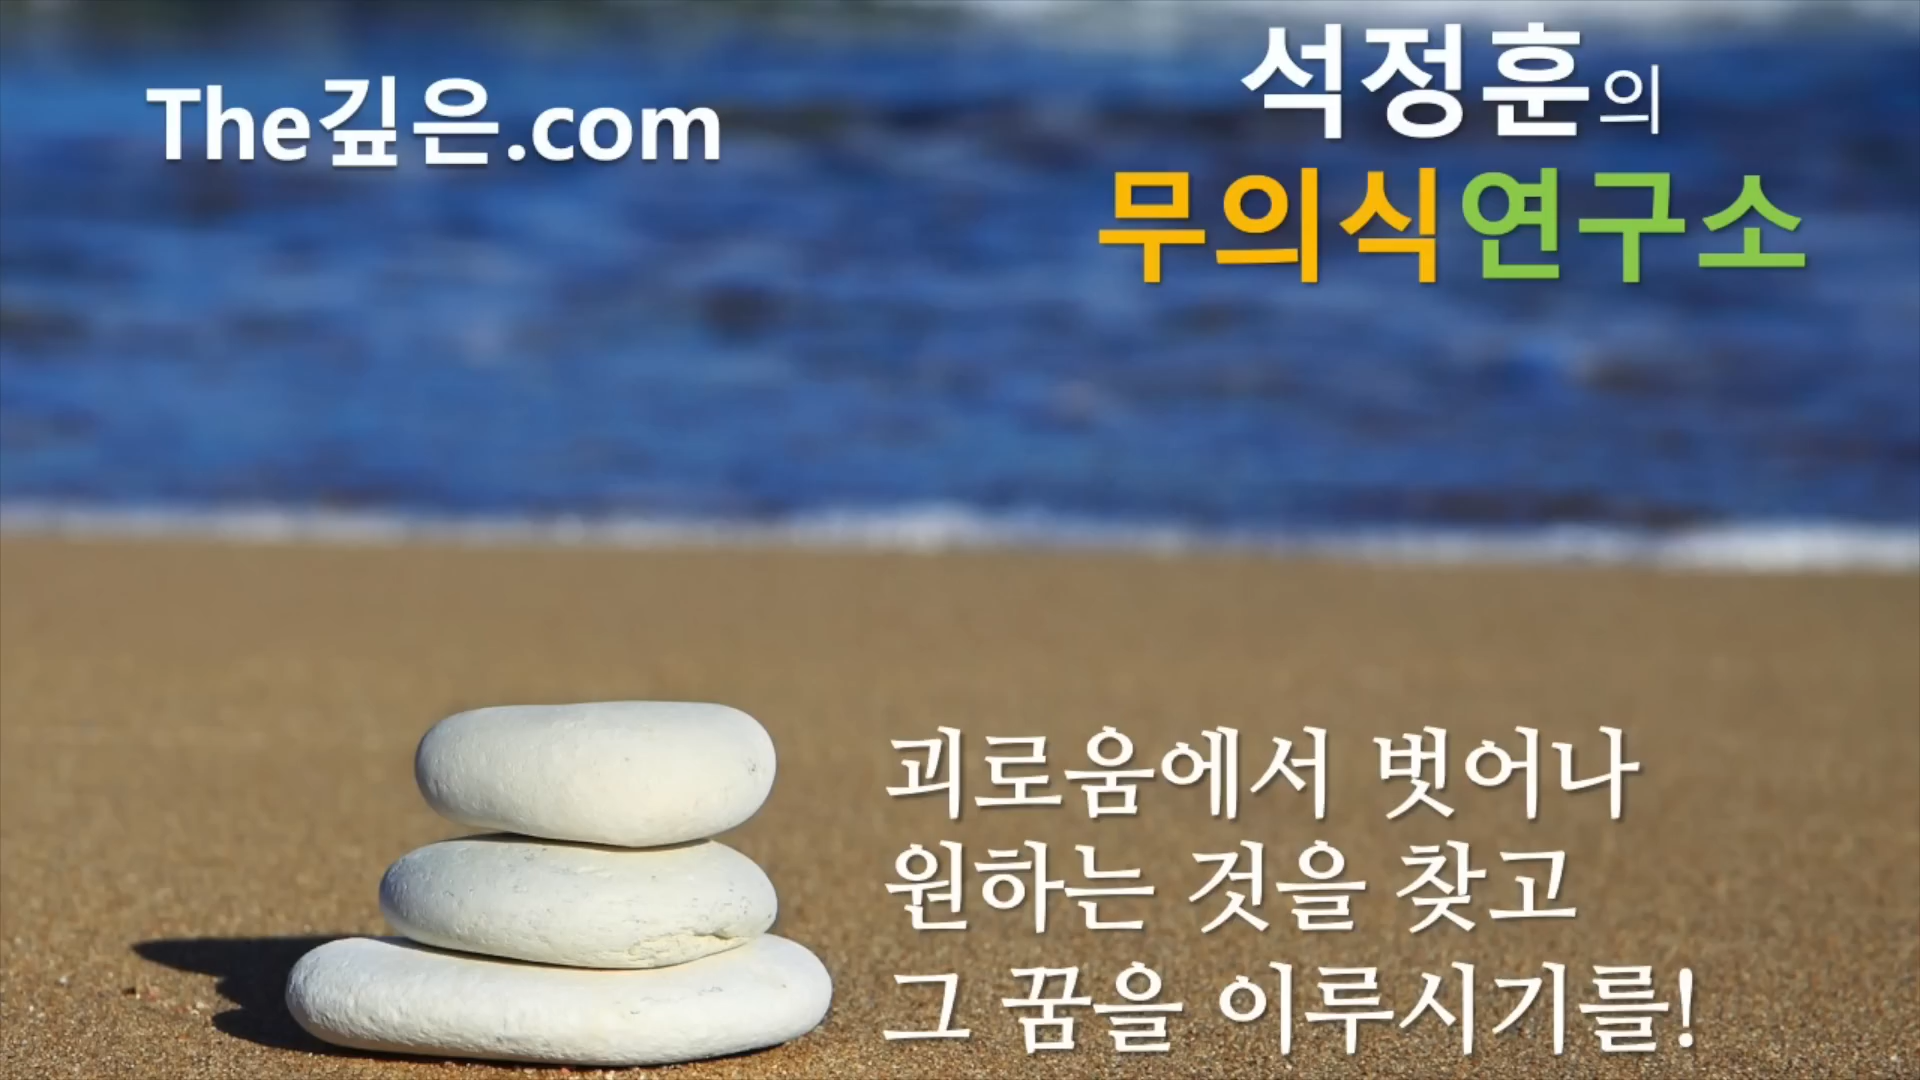 The깊은.com
석정훈의
무의식연구소
괴로움에서 벗어나
원하는 것을 찾고
그 꿈을 이루시기를!